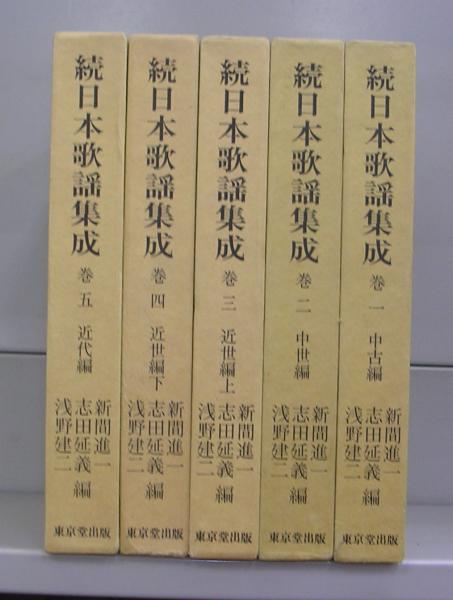 続日本歌謡集成
巻一 中古編
新間進一
志田延義 編
浅野建二
東京堂出版
続日本歌謡集成
巻二 中世編
新間進一
志田延義 編
浅野建二
東京堂出版
続日本歌謡集成
巻三 近世編上
新間進一
志田延義 編
浅野建二
東京堂出版
続日本歌謡集成
巻四 近世編下
新間進一
志田延義 編
浅野建二
東京堂出版
続日本歌謡集成
巻五 近代編
新間進一
志田延義 編
浅野建二
東京堂出版